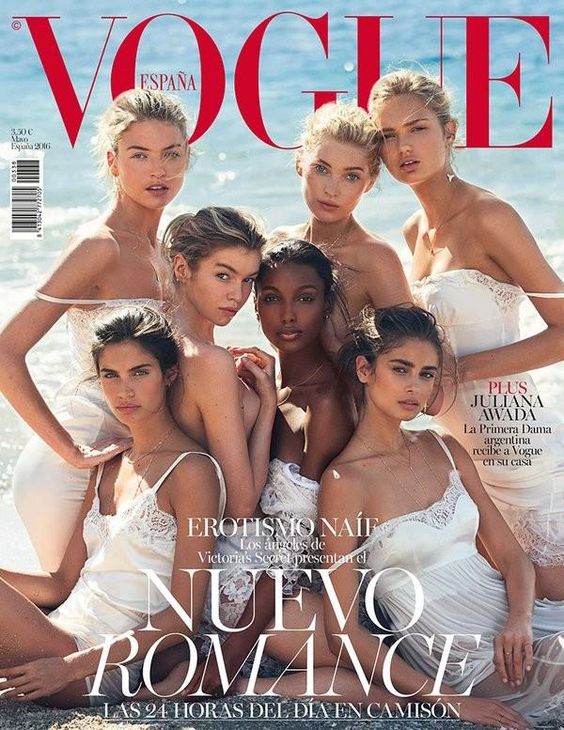 ©
VOGUE
ESPAÑA
3,50 €
Mayo
España 2016
PLUS
JULIANA
AWADA
La Primera Dama
argentina
recibe a Vogue
en su casa
EROTISMO NAÍF
Los ángeles de
Victoria's Secret presentan el
NUEVO
ROMANCE
LAS 24 HORAS DEL DÍA EN CAMISÓN